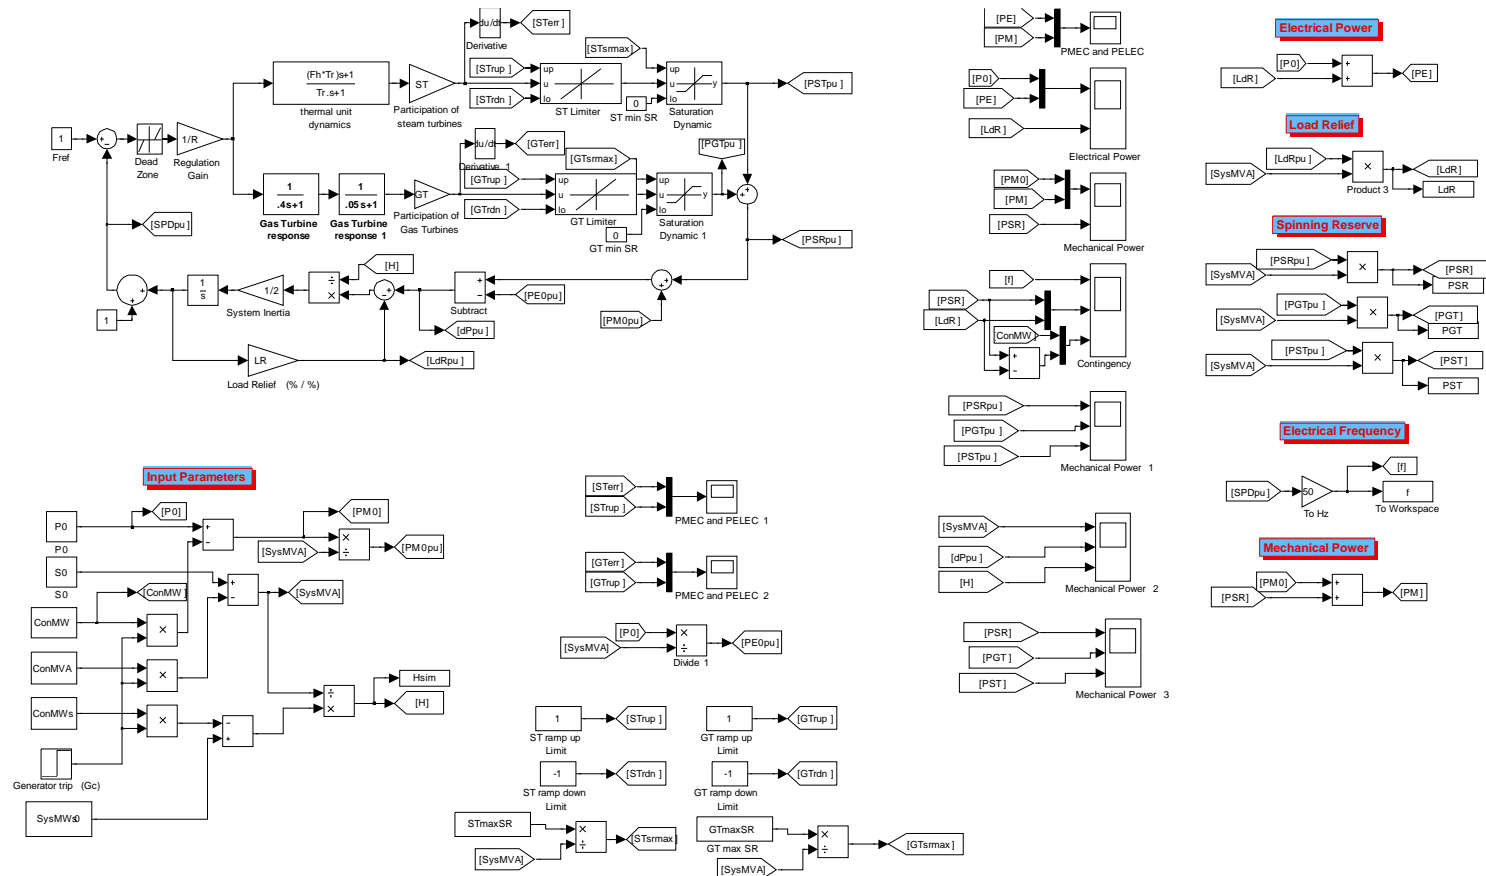 du/dt
[STerr]
Derivative
[STsrmax]
(Fh*Tr)s+1
Tr.s+1
thermal unit
dynamics
ST
Participation of
steam turbines
[STrup ]
[STrdn ]
up
u
lo
ST Limiter
0
ST min SR
up
u
lo
y
Saturation
Dynamic
[PSTpu ]
1
Fref
Dead
Zone
1/R
Regulation
Gain
du/dt
Derivative 1
[GTerr]
[GTsrmax]
[PGTpu ]
1
.4s+1
Gas Turbine
response
1
.05s+1
Gas Turbine
response 1
GT
Participation of
Gas Turbines
[GTrup ]
[GTrdn ]
up
u
lo
GT Limiter
0
GT min SR
up
u
lo
y
Saturation
Dynamic 1
[SPDpu ]
[PSRpu ]
1
1
s
1/2
System Inertia
÷
×
[H]
+
−
Subtract
[PE0pu ]
[PM0pu ]
[dPpu ]
LR
Load Relief (% / %)
[LdRpu ]
[PE]
[PM]
PMEC and PELEC
[P0]
[PE]
[LdR]
Electrical Power
[PM0]
[PM]
[PSR]
Mechanical Power
[f]
[PSR]
[LdR]
[ConMW]
+
−
Contingency
[PSRpu ]
[PGTpu ]
[PSTpu ]
Mechanical Power 1
[SysMVA]
[dPpu ]
[H]
Mechanical Power 2
[PSR]
[PGT ]
[PST ]
Mechanical Power 3
Electrical Power
[P0]
[LdR]
+
+
[PE]
Load Relief
[LdRpu ]
[SysMVA]
×
Product 3
[LdR]
LdR
Spinning Reserve
[PSRpu ]
[SysMVA]
×
[PSR]
PSR
[PGTpu ]
[SysMVA]
×
[PGT]
PGT
[PSTpu ]
[SysMVA]
×
[PST]
PST
Electrical Frequency
[SPDpu ]
50
To Hz
[f]
f
To Workspace
Mechanical Power
[PM0]
[PSR]
+
+
[PM]
Input Parameters
P0
P0
[P0]
+
−
[PM0]
[SysMVA]
×
÷
[PM0pu ]
S0
S0
+
−
[SysMVA]
[ConMW]
ConMW
×
ConMVA
×
ConMWs
×
−
+
÷
×
Hsim
[H]
Generator trip (Gc)
SysMWs0
[STerr]
[STrup ]
PMEC and PELEC 1
[GTerr]
[GTrup ]
PMEC and PELEC 2
[P0]
[SysMVA]
×
÷
Divide 1
[PE0pu ]
1
ST ramp up
Limit
[STrup ]
1
GT ramp up
Limit
[GTrup ]
-1
ST ramp down
Limit
[STrdn ]
-1
GT ramp down
Limit
[GTrdn ]
STmaxSR
[SysMVA]
×
÷
[STsrmax]
GTmaxSR
GT max SR
[SysMVA]
×
÷
[GTsrmax]